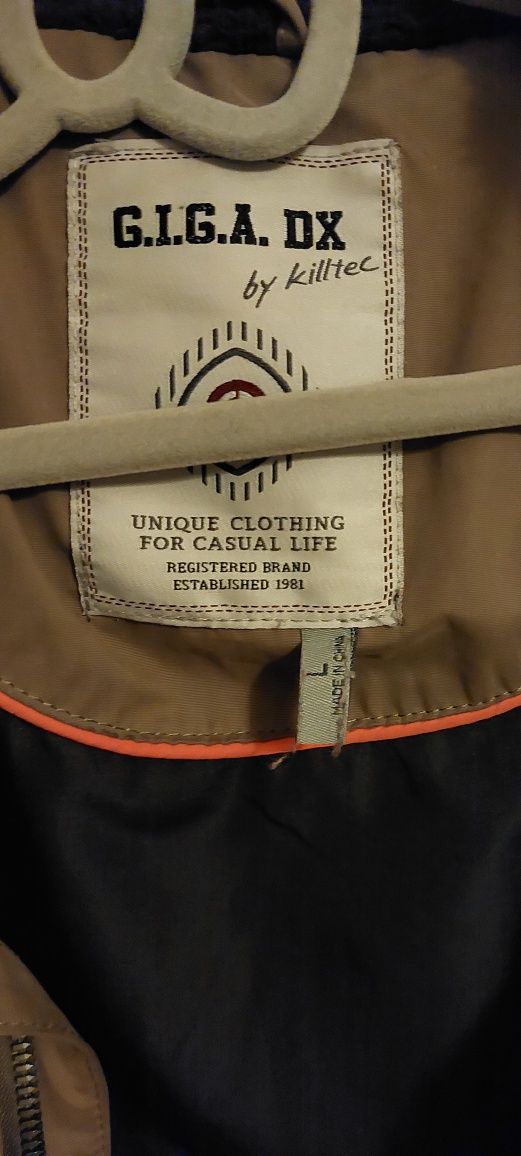 G.I.G.A. DX
by killtec
UNIQUE CLOTHING
FOR CASUAL LIFE
REGISTERED BRAND
ESTABLISHED 1981
L
MADE IN CHINA